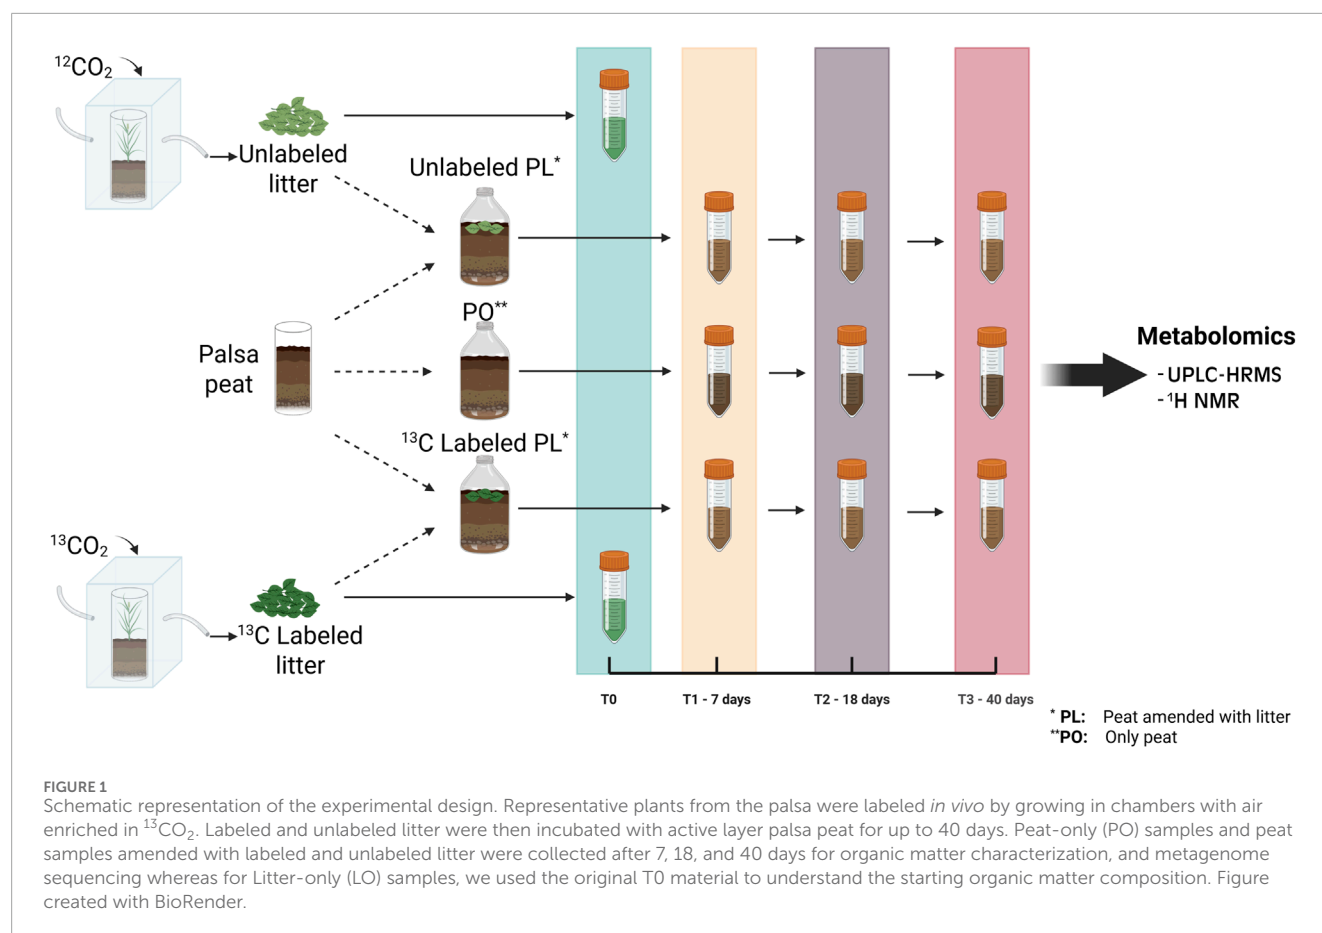 ¹²CO₂
Unlabeled
litter
Unlabeled PL*
PO**
Palsa
peat
¹³C Labeled PL*
¹³CO₂
¹³C Labeled
litter
Metabolomics
- UPLC-HRMS
- ¹H NMR
T0
T1 - 7 days
T2 - 18 days
T3 - 40 days
* PL: Peat amended with litter
**PO: Only peat
FIGURE 1
Schematic representation of the experimental design. Representative plants from the palsa were labeled in vivo by growing in chambers with air
enriched in ¹³CO₂. Labeled and unlabeled litter were then incubated with active layer palsa peat for up to 40 days. Peat-only (PO) samples and peat
samples amended with labeled and unlabeled litter were collected after 7, 18, and 40 days for organic matter characterization, and metagenome
sequencing whereas for Litter-only (LO) samples, we used the original T0 material to understand the starting organic matter composition. Figure
created with BioRender.